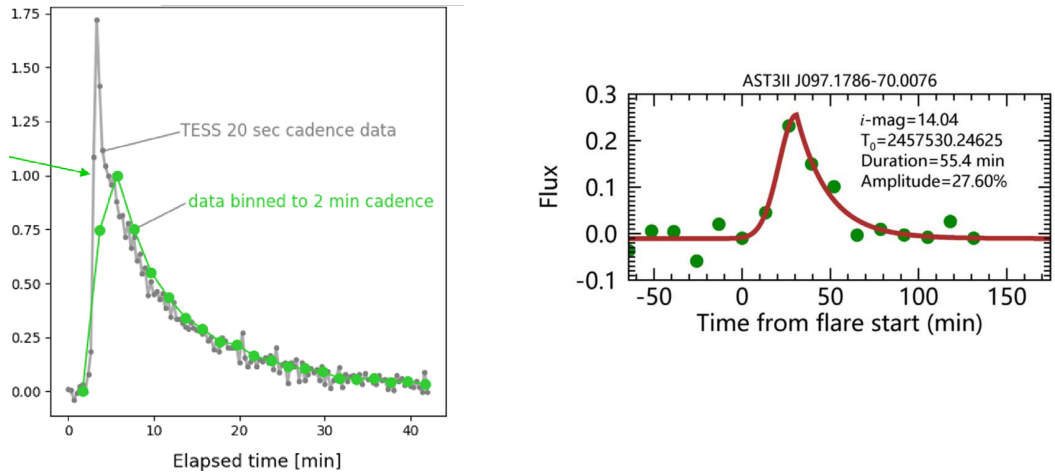 1.75
1.50
1.25
1.00
0.75
0.50
0.25
0.00
TESS 20 sec cadence data
data binned to 2 min cadence
0
10
20
30
40
Elapsed time [min]
AST3II J097.1786-70.0076
0.3
0.2
0.1
0.0
-0.1
Flux
i-mag=14.04
T₀=2457530.24625
Duration=55.4 min
Amplitude=27.60%
-50
0
50
100
150
Time from flare start (min)